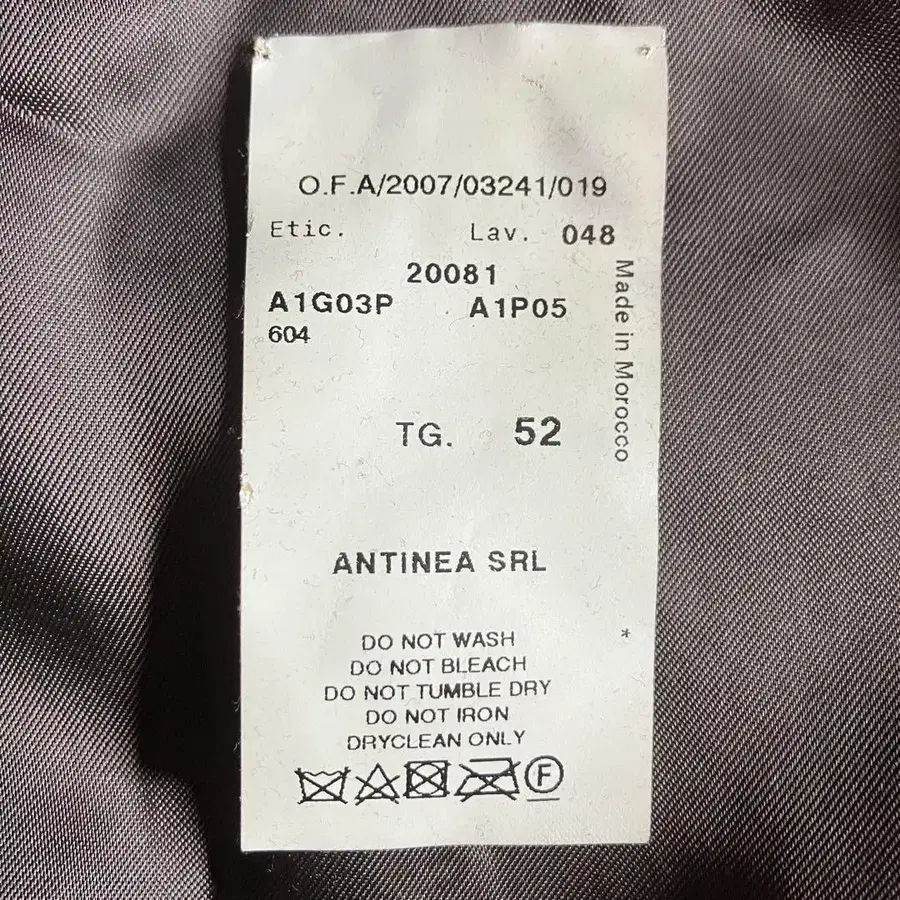 O.F.A/2007/03241/019
Etic. Lav. 048
20081
A1G03P A1P05
604
Made in Morocco
TG. 52
ANTINEA SRL
*
DO NOT WASH
DO NOT BLEACH
DO NOT TUMBLE DRY
DO NOT IRON
DRYCLEAN ONLY
F